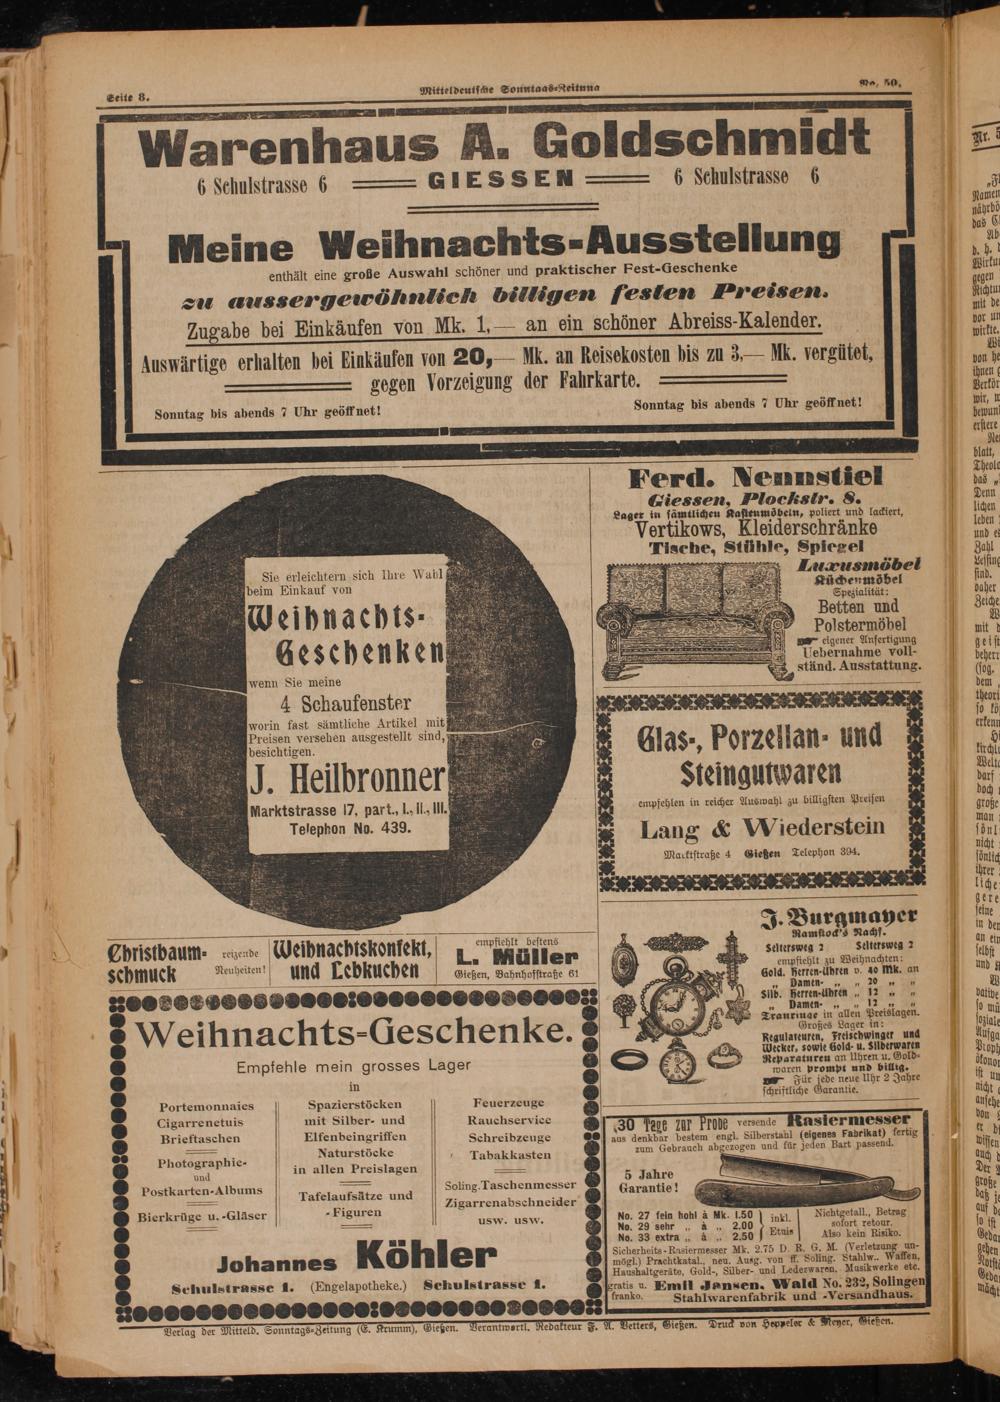 Seite 8.
Mitteldeutsche Sonntags-Zeitung
No. 50.
Warenhaus A. Goldschmidt
6 Schulstrasse 6 GIESSEN 6 Schulstrasse 6
Meine Weihnachts-Ausstellung
enthält eine große Auswahl schöner und praktischer Fest-Geschenke
zu aussergewöhnlich billigen festen Preisen.
Zugabe bei Einkäufen von Mk. 1,— an ein schöner Abreiss-Kalender.
Auswärtige erhalten bei Einkäufen von 20,— Mk. an Reisekosten bis zu 3,— Mk. vergütet,
gegen Vorzeigung der Fahrkarte.
Sonntag bis abends 7 Uhr geöffnet! Sonntag bis abends 7 Uhr geöffnet!
Sie erleichtern sich Ihre Wahl
beim Einkauf von
Weihnachts-
Geschenken
wenn Sie meine
4 Schaufenster
worin fast sämtliche Artikel mit
Preisen versehen ausgestellt sind,
besichtigen.
J. Heilbronner
Marktstrasse 17, part., I., II., III.
Telephon No. 439.
Ferd. Nennstiel
Giessen, Plockstr. 8.
Lager in sämtlichen Kastenmöbeln, poliert und lackiert,
Vertikows, Kleiderschränke
Tische, Stühle, Spiegel
Luxusmöbel
Küchenmöbel
Spezialität:
Betten und
Polstermöbel
eigener Anfertigung
Uebernahme voll-
ständ. Ausstattung.
Glas-, Porzellan- und
Steingutwaren
empfehlen in reicher Auswahl zu billigsten Preisen
Lang & Wiederstein
Marktstraße 4 Gießen Telephon 394.
Christbaum-
schmuck
reizende
Neuheiten!
Weihnachtskonfekt,
und Lebkuchen
empfiehlt bestens
L. Müller
Gießen, Bahnhofstraße 61
J. Burgmayer
Ramstock's Nachf.
Seltersweg 2 Seltersweg 2
empfiehlt zu Weihnachten:
Gold. Herren-Uhren v. 40 Mk. an
„ Damen- „ „ 20 „ „
Silb. Herren-Uhren „ 12 „ „
„ Damen- „ „ 12 „ „
Trauringe in allen Preislagen.
Großes Lager in:
Regulateuren, Freischwinger und
Wecker, sowie Gold- u. Silberwaren
Reparaturen an Uhren u. Gold-
waren prompt und billig.
Für jede neue Uhr 2 Jahre
schriftliche Garantie.
Weihnachts-Geschenke.
Empfehle mein grosses Lager
in
Portemonnaies
Cigarrenetuis
Brieftaschen
Photographie-
und
Postkarten-Albums
Bierkrüge u. -Gläser
Spazierstöcken
mit Silber- und
Elfenbeingriffen
Naturstöcke
in allen Preislagen
Tafelaufsätze und
-Figuren
Feuerzeuge
Rauchservice
Schreibzeuge
Tabakkasten
Soling. Taschenmesser
Zigarrenabschneider
usw. usw.
Johannes Köhler
Schulstrasse 1. (Engelapotheke.) Schulstrasse 1.
30 Tage zur Probe versende Rasiermesser
aus denkbar bestem engl. Silberstahl (eigenes Fabrikat) fertig
zum Gebrauch abgezogen und für jeden Bart passend.
5 Jahre
Garantie!
No. 27 fein hohl à Mk. 1.50
No. 29 sehr „ à „ 2.00
No. 33 extra „ à „ 2.50
inkl.
Etuis
Nichtgefall., Betrag
sofort retour.
Also kein Risiko.
Sicherheits-Rasiermesser Mk. 2.75 D. R. G. M. (Verletzung un-
mögl.) Prachtkatal., neu. Ausg. von ff. Soling. Stahlw., Waffen,
Haushaltgeräte, Gold-, Silber- und Lederwaren, Musikwerke etc.
gratis u.
franko.
Emil Jansen, Wald No. 232, Solingen
Stahlwarenfabrik und -Versandhaus.
Verlag der Mitteld. Sonntags-Zeitung (E. Krumm), Gießen. Verantwortl. Redakteur F. A. Vetters, Gießen. Druck von Heppeler & Meyer, Gießen.